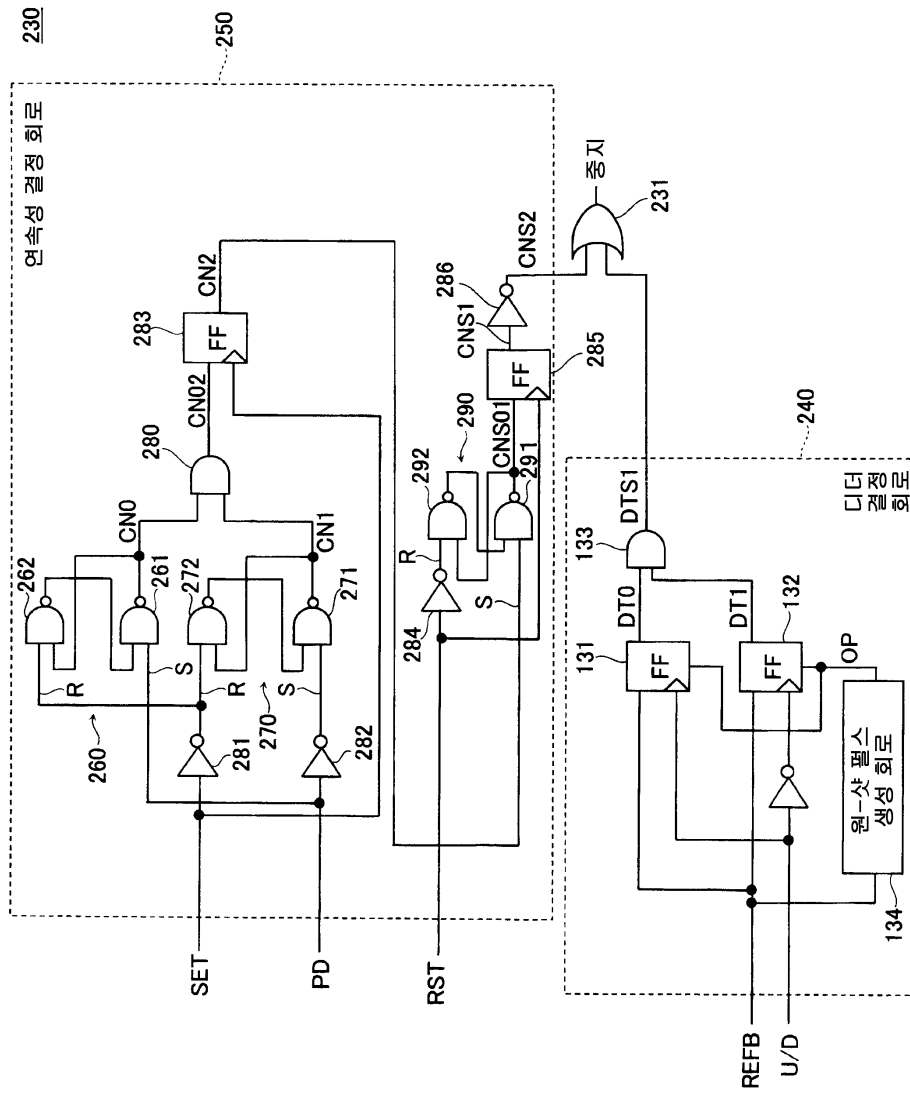 230
250
연속성 결정 회로
262
CN0
260
R
261
S
272
280
CN02
283
FF
CN2
281
R
270
S
271
CN1
282
SET
PD
RST
284
R
S
292
290
CNS01
291
FF
285
CNS1
286
CNS2
중지
231
240
디더정
결정
회로
131
FF
DT0
133
DTS1
132
FF
DT1
OP
원-샷 펄스
생성 회로
134
REFB
U/D